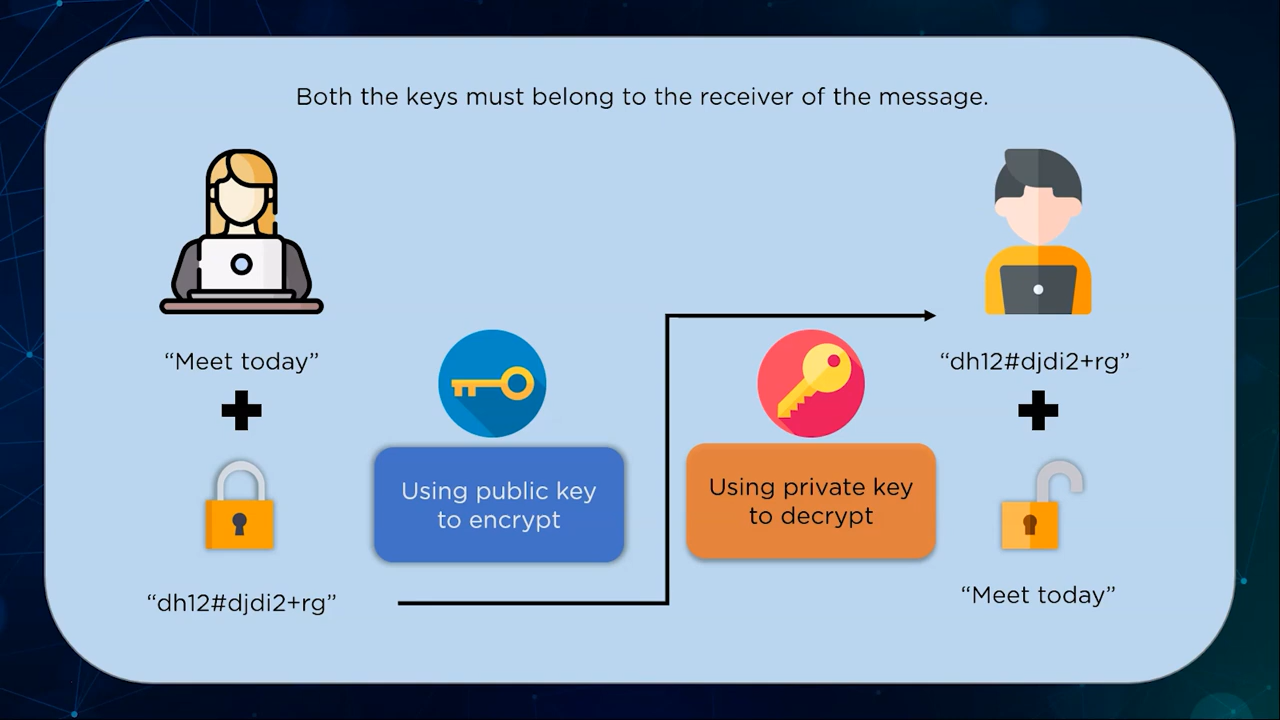 Both the keys must belong to the receiver of the message.
“Meet today”
“dh12#djdi2+rg”
Using public key
to encrypt
Using private key
to decrypt
“dh12#djdi2+rg”
“Meet today”